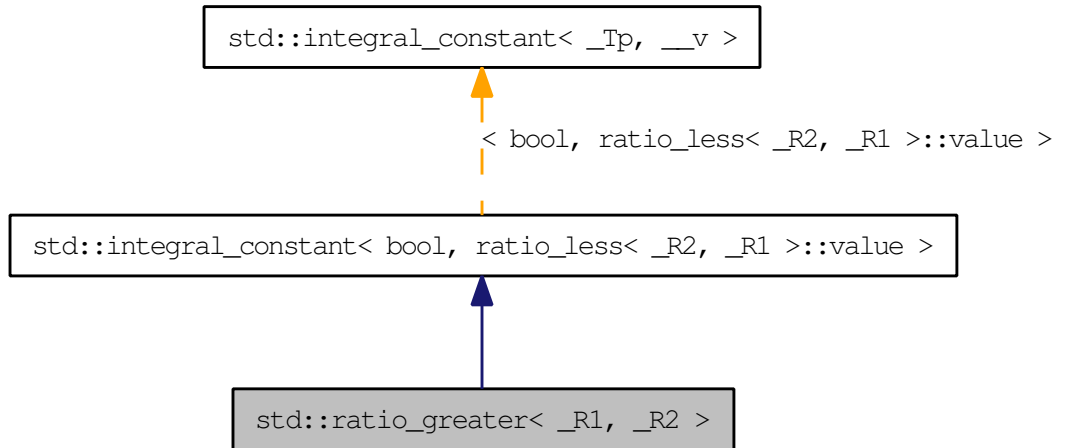 std::integral_constant< _Tp, __v >
< bool, ratio_less< _R2, _R1 >::value >
std::integral_constant< bool, ratio_less< _R2, _R1 >::value >
std::ratio_greater< _R1, _R2 >